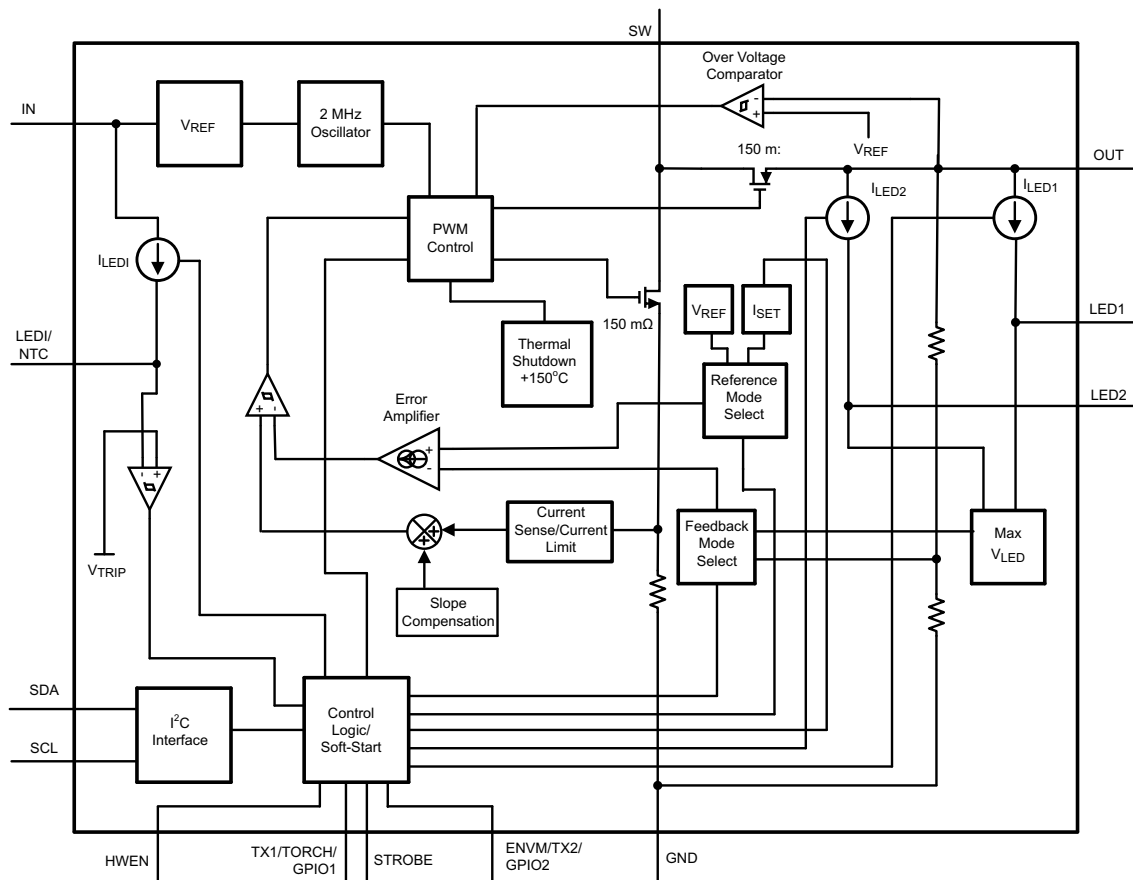 SW
Over Voltage
Comparator
IN
VREF
2 MHz
Oscillator
-
+
VREF
150 m:
OUT
ILED2
ILED1
PWM
Control
ILEDI
VREF
ISET
150 mΩ
LEDI/
NTC
LED1
Thermal
Shutdown
+150°C
Reference
Mode
Select
Error
Amplifier
LED2
+ -
+
-
- +
Current
Sense/Current
Limit
Feedback
Mode
Select
Max
VLED
+
+
VTRIP
Slope
Compensation
SDA
I2C
Interface
Control
Logic/
Soft-Start
SCL
HWEN
TX1/TORCH/
GPIO1
STROBE
ENVM/TX2/
GPIO2
GND